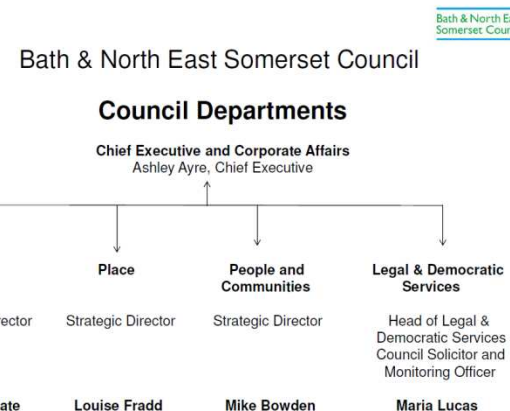 Bath & North E
Somerset Coun
Bath & North East Somerset Council
Council Departments
Chief Executive and Corporate Affairs
Ashley Ayre, Chief Executive
Place
People and
Communities
Legal & Democratic
Services
ector
Strategic Director
Strategic Director
Head of Legal &
Democratic Services
Council Solicitor and
Monitoring Officer
ate
Louise Fradd
Mike Bowden
Maria Lucas